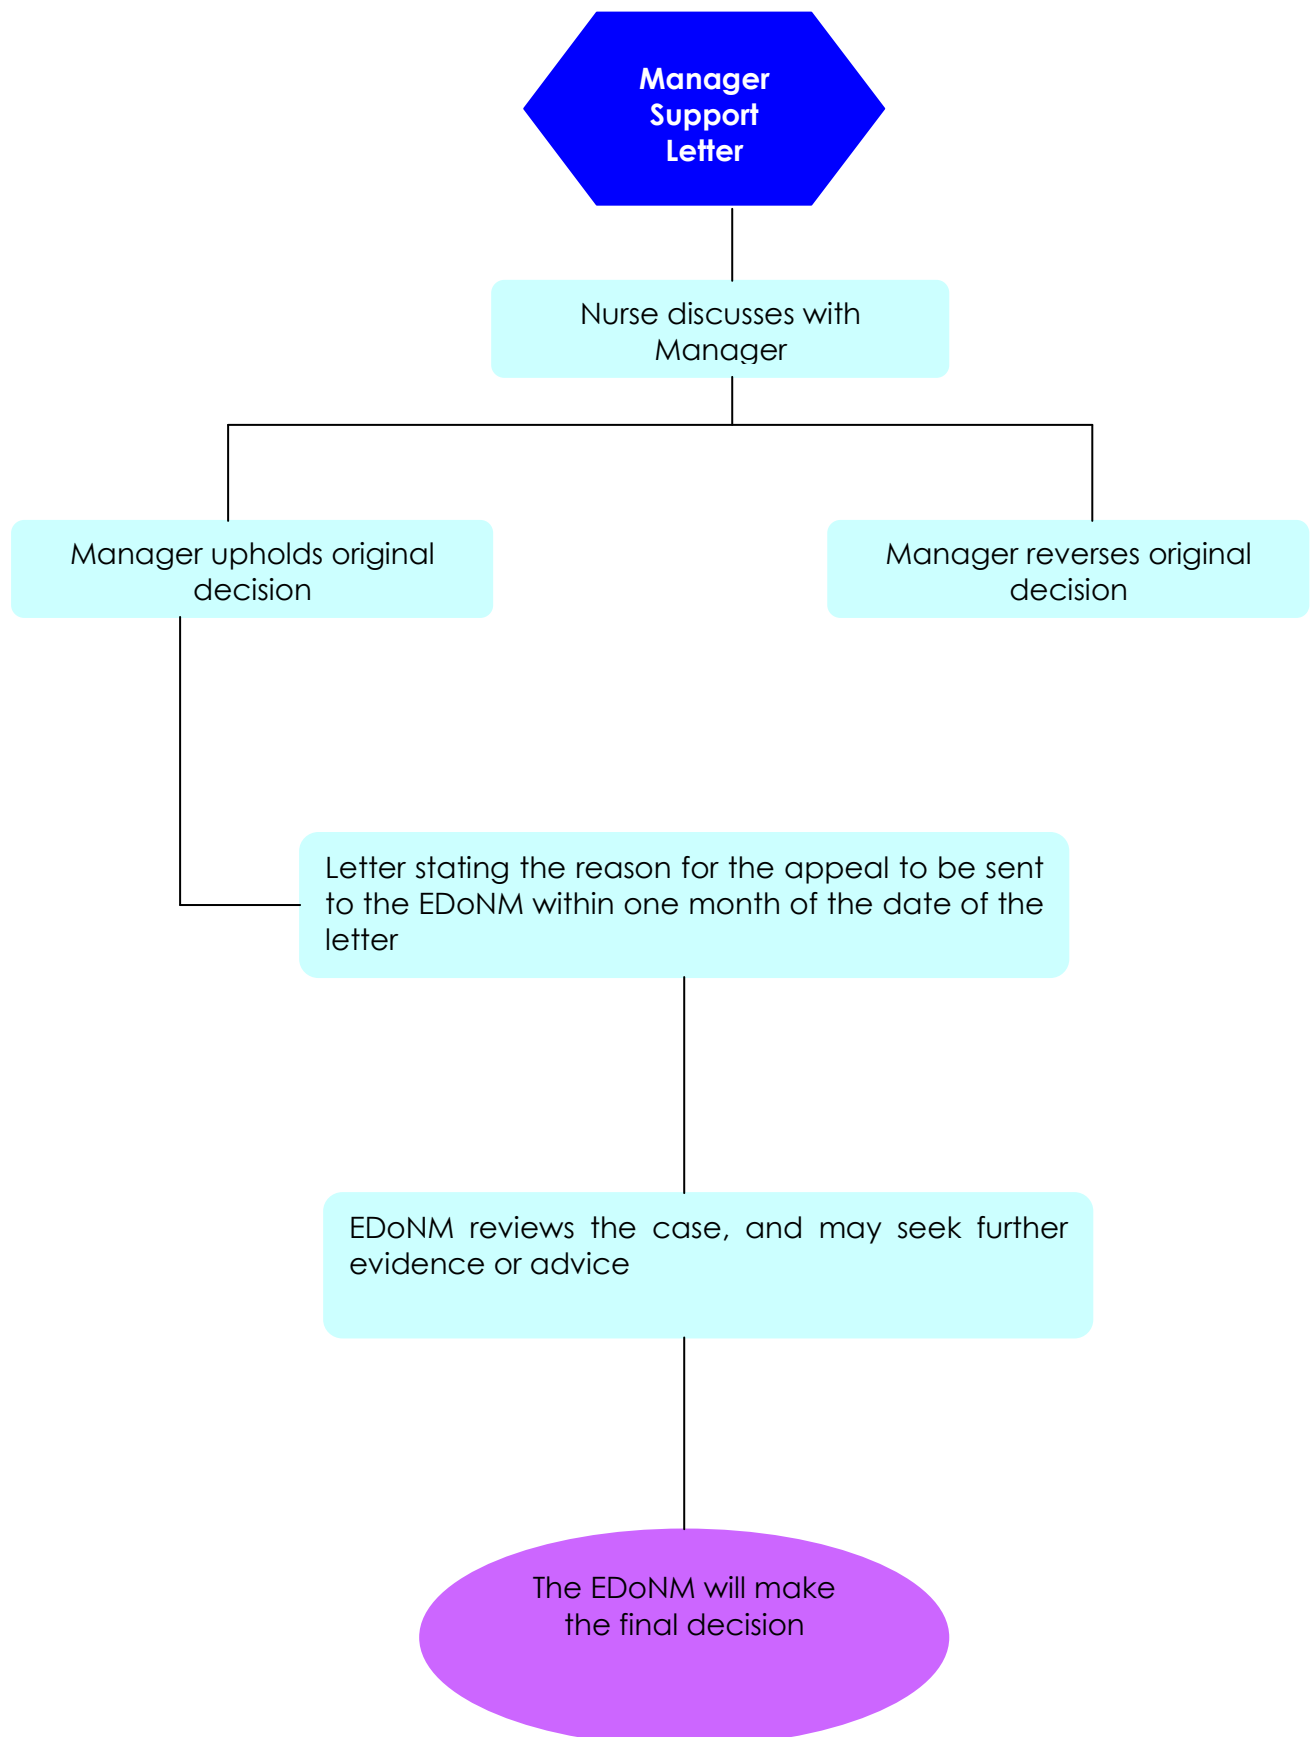 Manager
Support
Letter
Nurse discusses with
Manager
Manager upholds original
decision
Manager reverses original
decision
Letter stating the reason for the appeal to be sent
to the EDoNM within one month of the date of the
letter
EDoNM reviews the case, and may seek further
evidence or advice
The EDoNM will make
the final decision